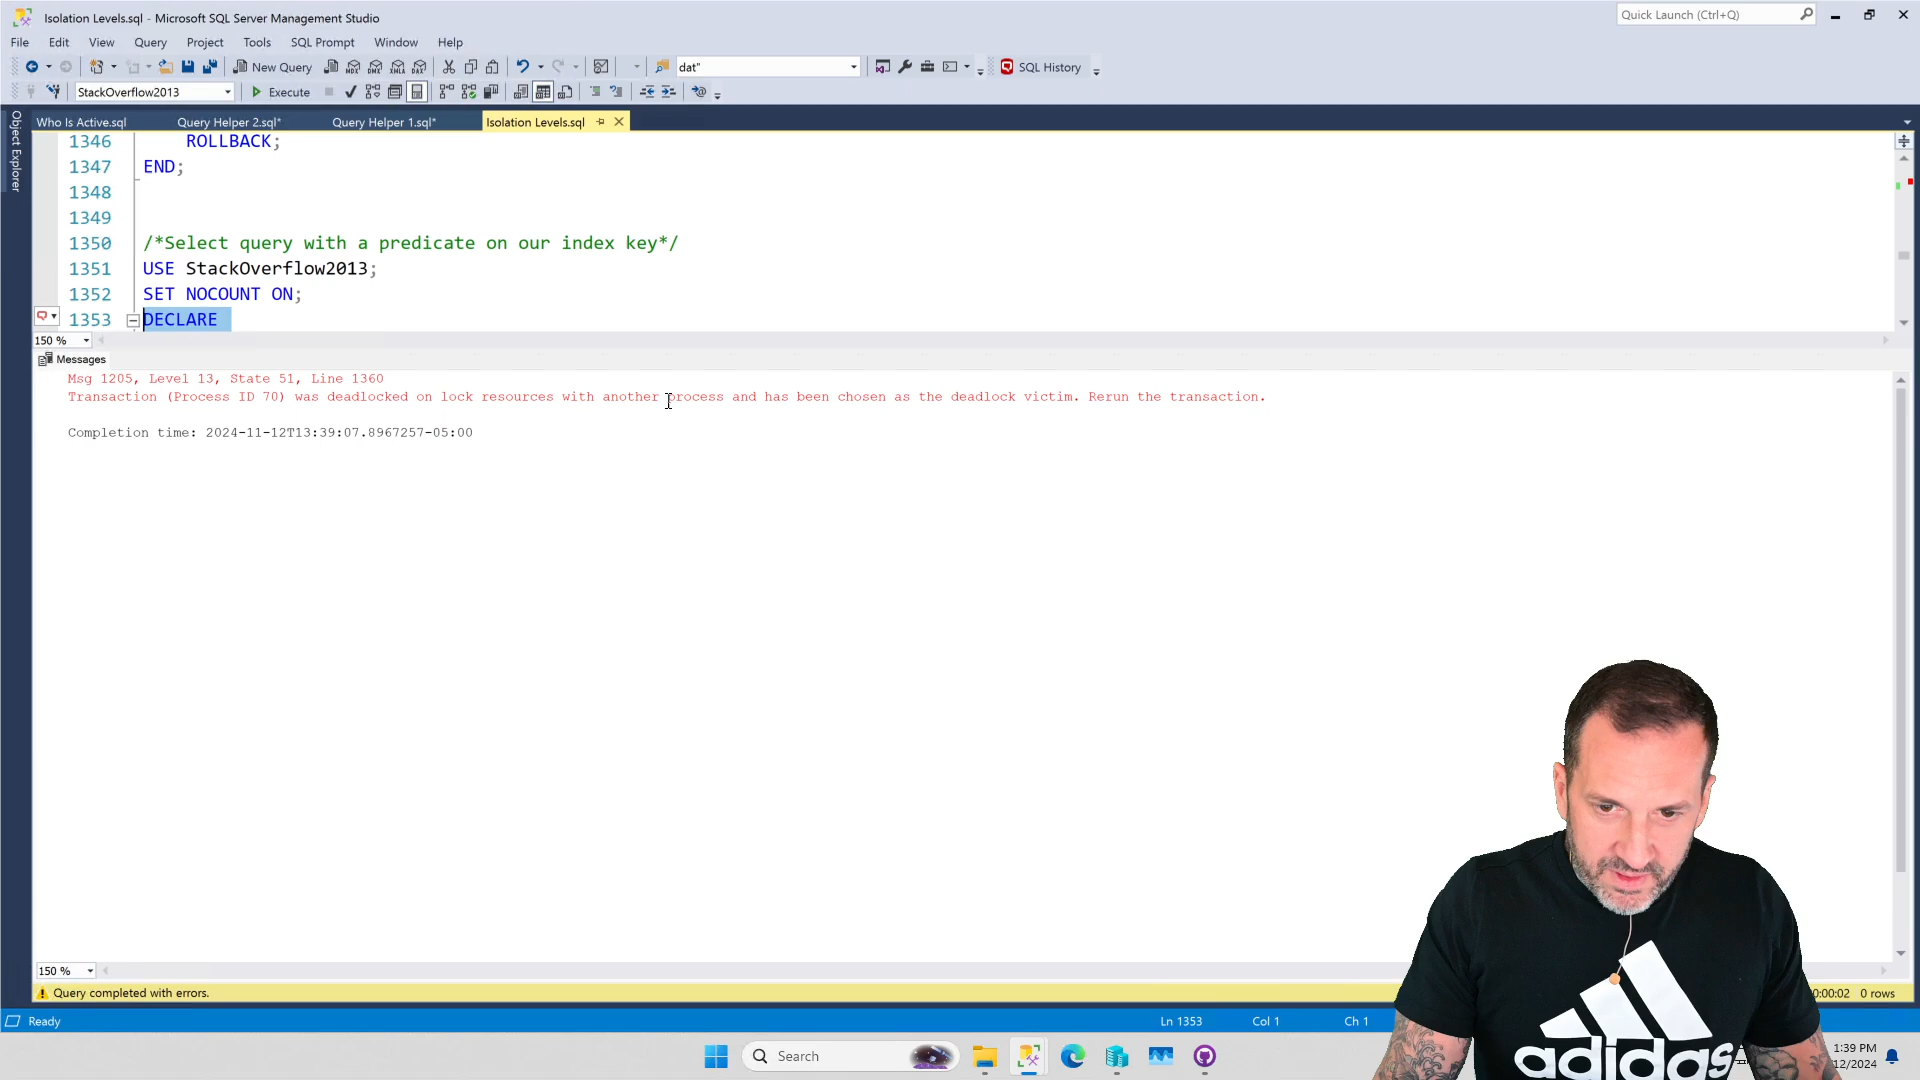 Isolation Levels.sql - Microsoft SQL Server Management Studio
Quick Launch (Ctrl+Q)
File Edit View Query Project Tools SQL Prompt Window Help
New Query
dat"
SQL History
StackOverflow2013
Execute
Object Explorer
Who Is Active.sql
Query Helper 2.sql*
Query Helper 1.sql*
Isolation Levels.sql
1346 ROLLBACK;
1347 END;
1348
1349
1350 /*Select query with a predicate on our index key*/
1351 USE StackOverflow2013;
1352 SET NOCOUNT ON;
1353 DECLARE
150 %
Messages
Msg 1205, Level 13, State 51, Line 1360
Transaction (Process ID 70) was deadlocked on lock resources with another process and has been chosen as the deadlock victim. Rerun the transaction.
Completion time: 2024-11-12T13:39:07.8967257-05:00
150 %
Query completed with errors.
:00:02 0 rows
Ready
Ln 1353 Col 1 Ch 1
Search
1:39 PM
12/2024
adidas